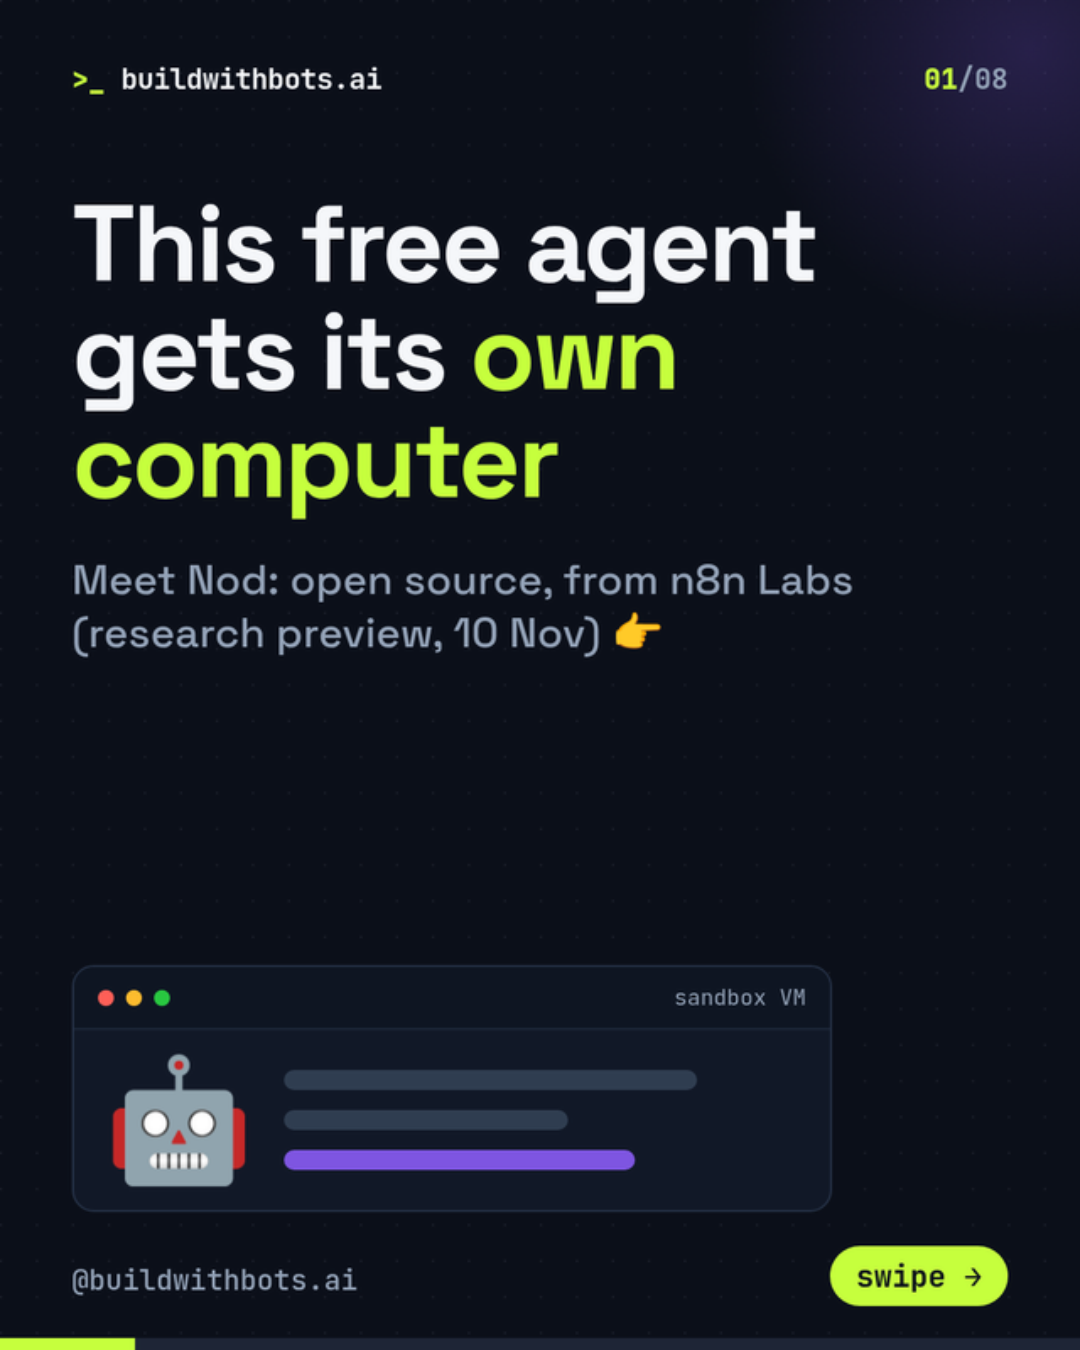 >_ buildwithbots.ai
01/08
This free agent
gets its own
computer
Meet Nod: open source, from n8n Labs
(research preview, 10 Nov) 👉
sandbox VM
@buildwithbots.ai
swipe →